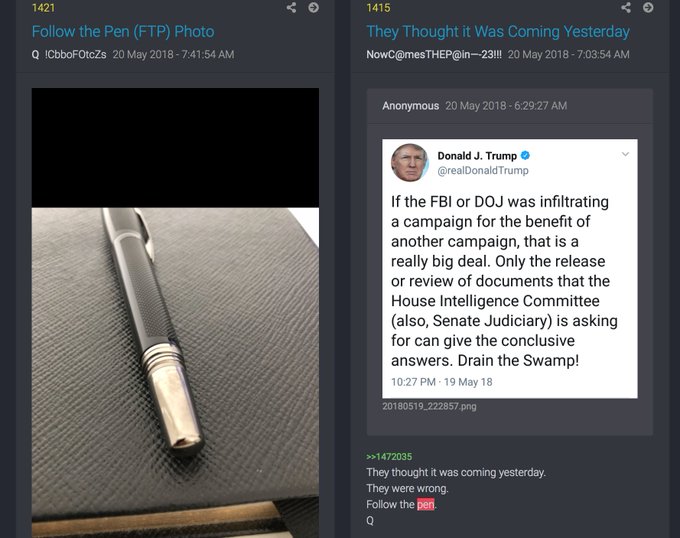 1421
Follow the Pen (FTP) Photo
Q !CbboFOtcZs 20 May 2018 - 7:41:54 AM
1415
They Thought it Was Coming Yesterday
NowC@mesTHEP@in—-23!!! 20 May 2018 - 7:03:54 AM
Anonymous 20 May 2018 - 6:29:27 AM
Donald J. Trump
@realDonaldTrump
If the FBI or DOJ was infiltrating
a campaign for the benefit of
another campaign, that is a
really big deal. Only the release
or review of documents that the
House Intelligence Committee
(also, Senate Judiciary) is asking
for can give the conclusive
answers. Drain the Swamp!
10:27 PM · 19 May 18
20180519_222857.png
>>1472035
They thought it was coming yesterday.
They were wrong.
Follow the pen.
Q